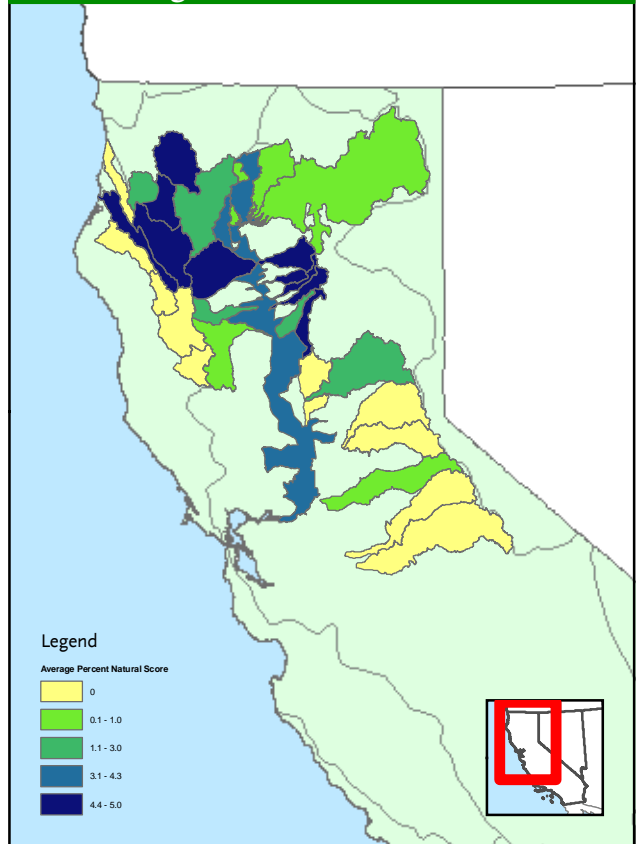 Legend
Average Percent Natural Score
0
0.1 - 1.0
1.1 - 3.0
3.1 - 4.3
4.4 - 5.0